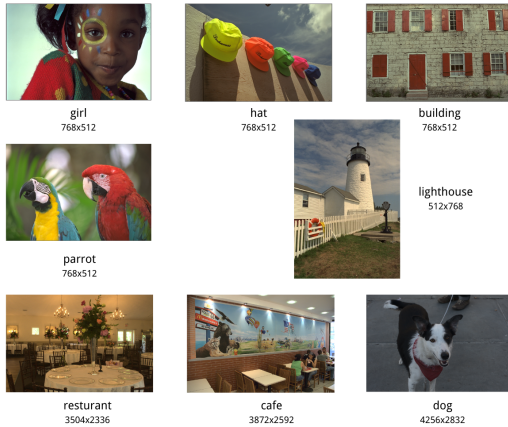 girl
768x512
hat
768x512
building
768x512
parrot
768x512
lighthouse
512x768
resturant
3504x2336
cafe
3872x2592
dog
4256x2832